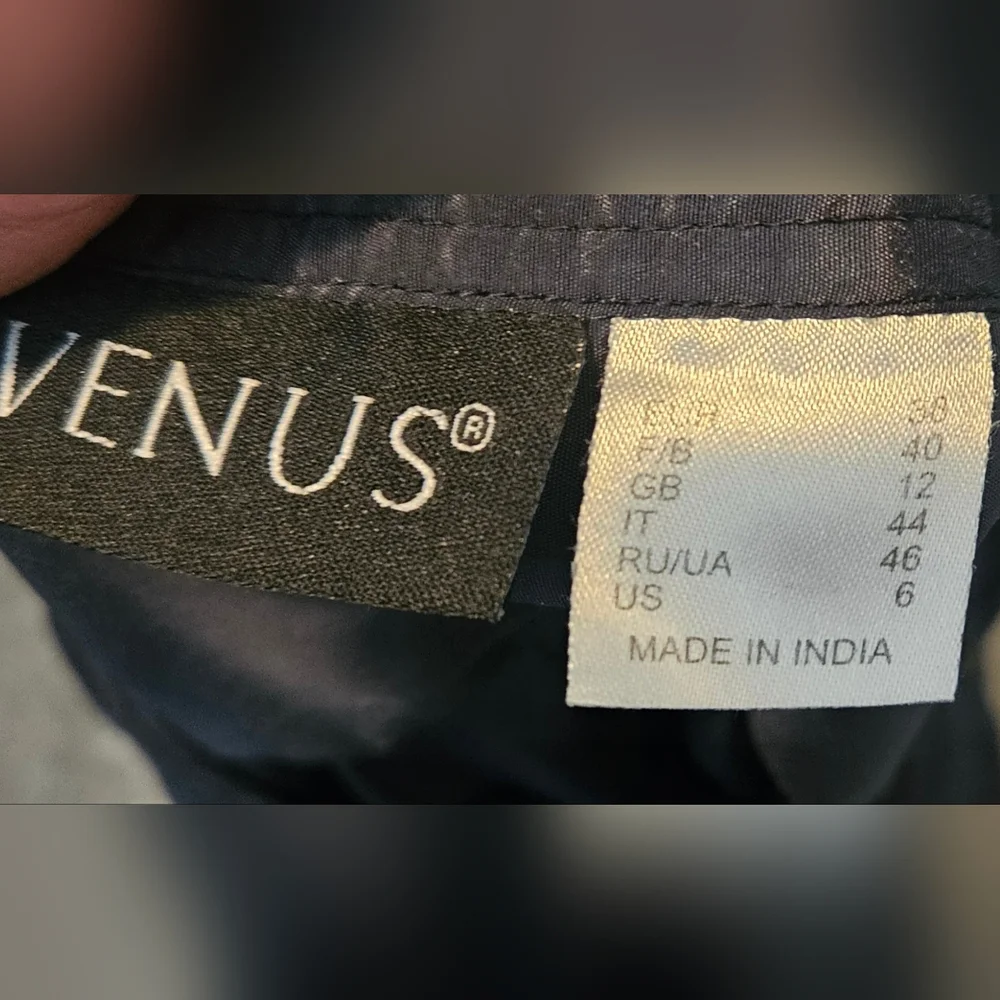 VENUS®
F/B 40
GB 12
IT 44
RU/UA 46
US 6
MADE IN INDIA